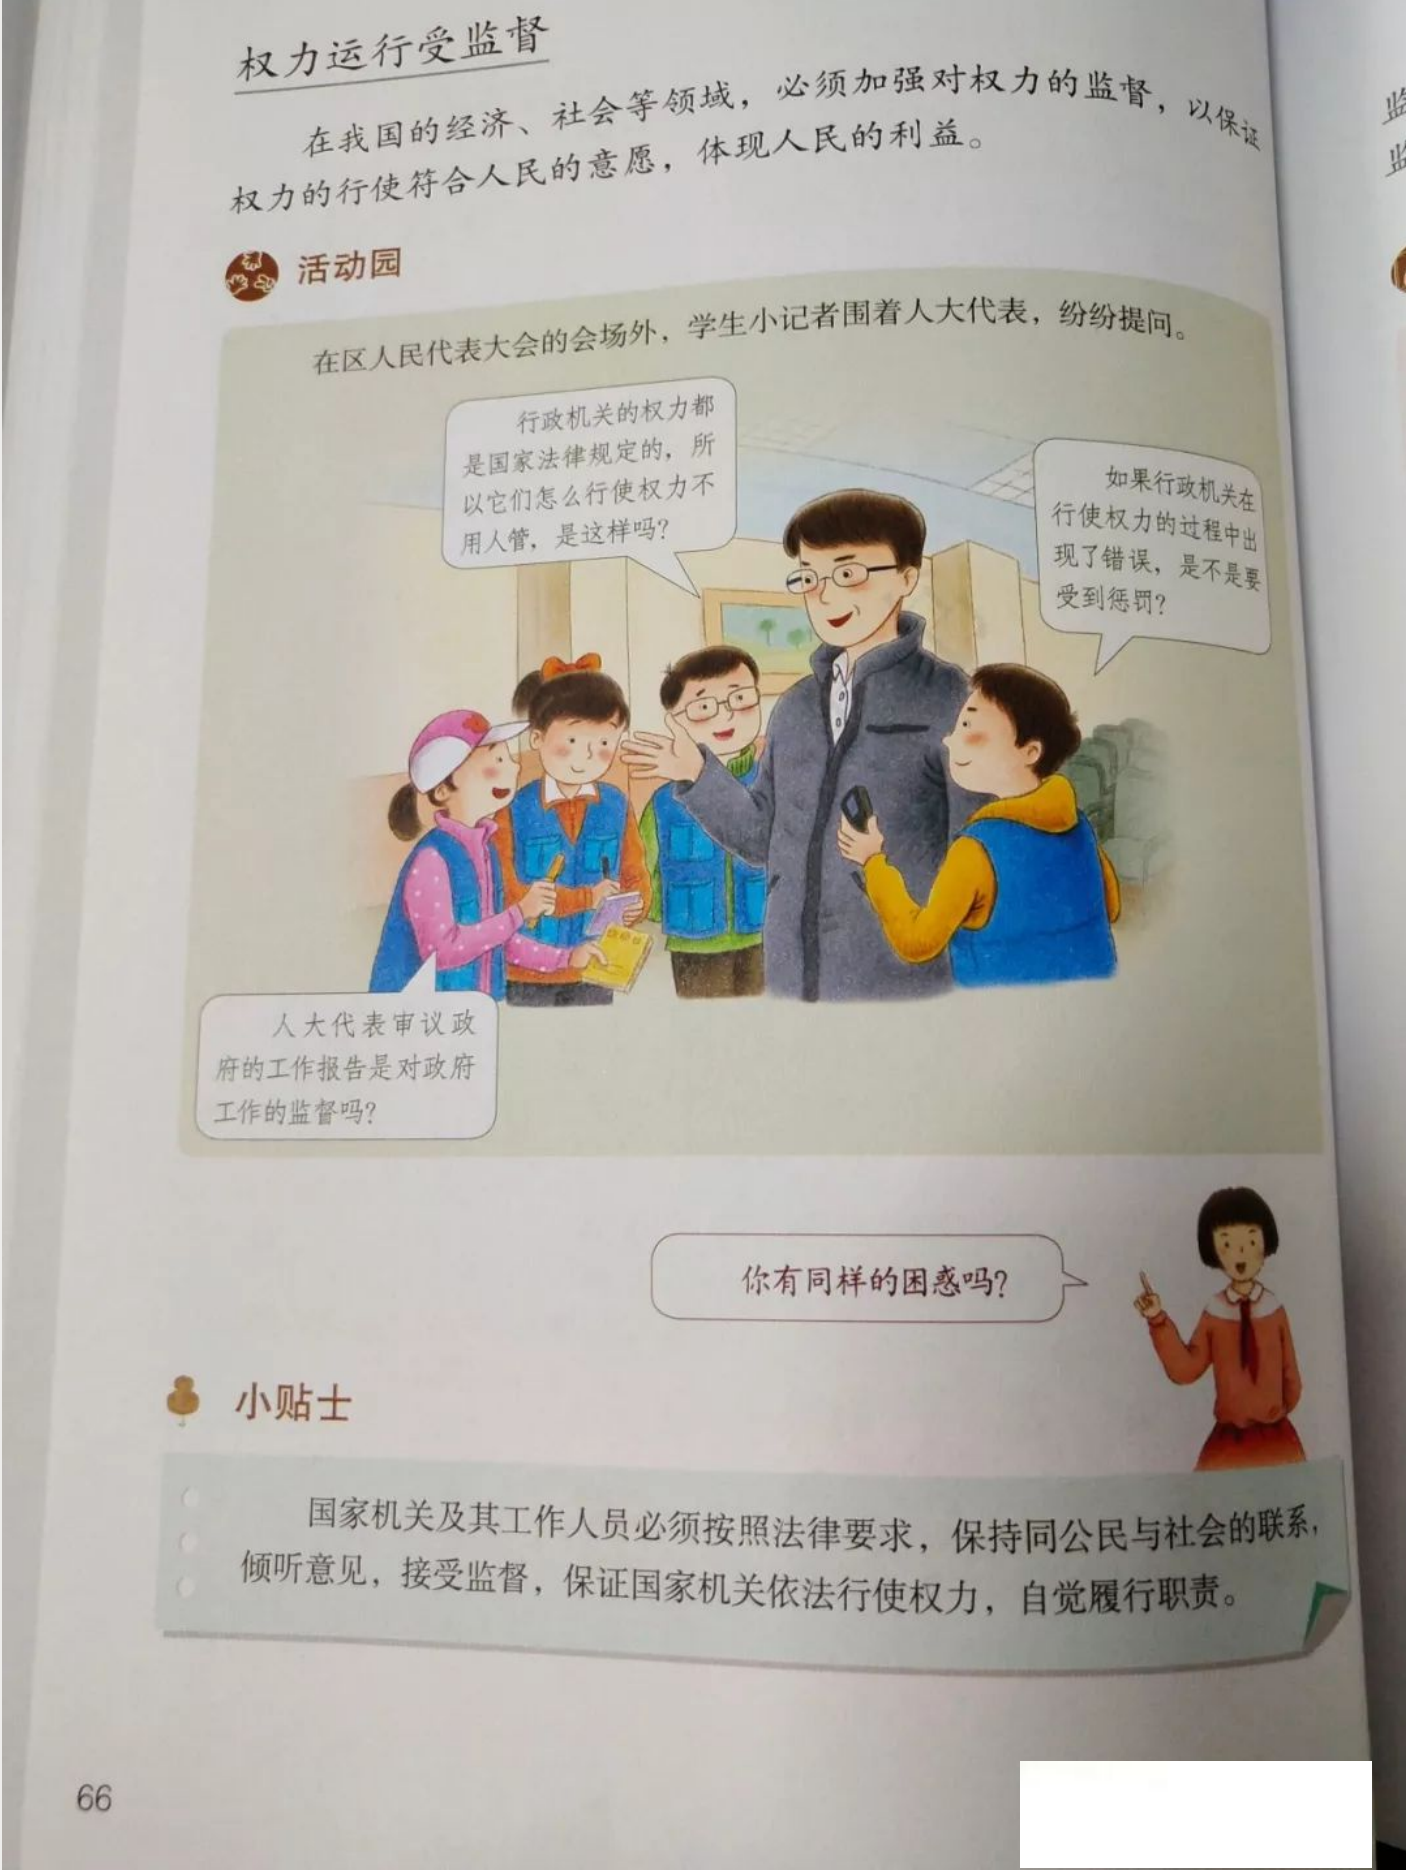 权力运行受监督
在我国的经济、社会等领域，必须加强对权力的监督，以保证
权力的行使符合人民的意愿，体现人民的利益。
活动园
在区人民代表大会的会场外，学生小记者围着人大代表，纷纷提问。
行政机关的权力都
是国家法律规定的，所
以它们怎么行使权力不
用人管，是这样吗？
如果行政机关在
行使权力的过程中出
现了错误，是不是要
受到惩罚？
人大代表审议政
府的工作报告是对政府
工作的监督吗？
你有同样的困惑吗？
小贴士
国家机关及其工作人员必须按照法律要求，保持同公民与社会的联系，
倾听意见，接受监督，保证国家机关依法行使权力，自觉履行职责。
66
监
监